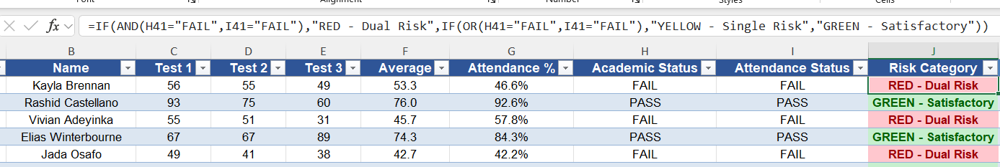 Font Alignment Number Styles Cells
fx =IF(AND(H41="FAIL",I41="FAIL"),"RED - Dual Risk",IF(OR(H41="FAIL",I41="FAIL"),"YELLOW - Single Risk","GREEN - Satisfactory"))
B C D E F G H I J
Name Test 1 Test 2 Test 3 Average Attendance % Academic Status Attendance Status Risk Category
Kayla Brennan 56 55 49 53.3 46.6% FAIL FAIL RED - Dual Risk
Rashid Castellano 93 75 60 76.0 92.6% PASS PASS GREEN - Satisfactory
Vivian Adeyinka 55 51 31 45.7 57.8% FAIL FAIL RED - Dual Risk
Elias Winterbourne 67 67 89 74.3 84.3% PASS PASS GREEN - Satisfactory
Jada Osafo 49 41 38 42.7 42.2% FAIL FAIL RED - Dual Risk